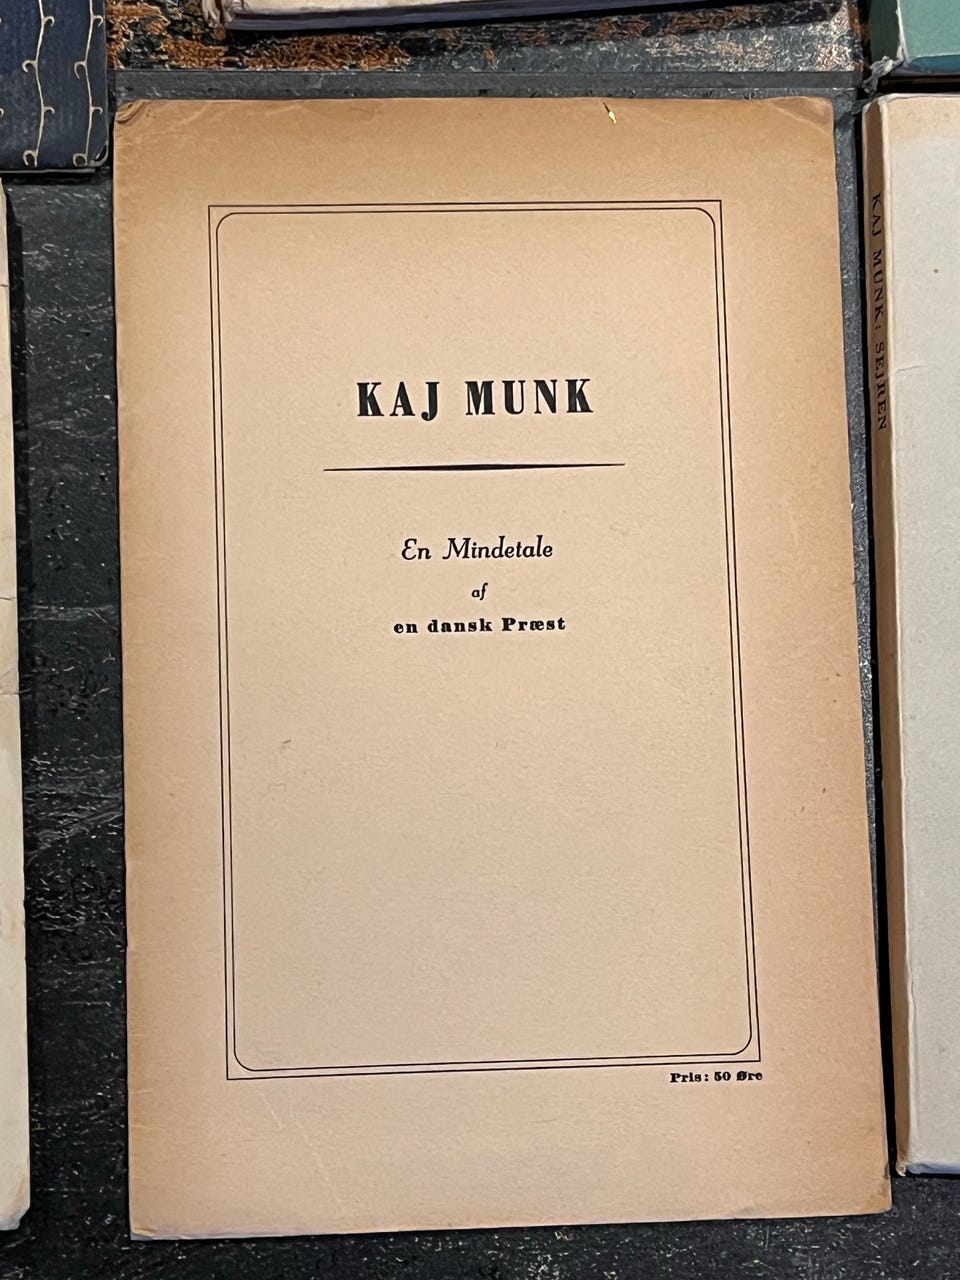 KAJ MUNK
En Mindetale
af
en dansk Præst
Pris: 50 Øre
KAJ MUNK: SEJREN